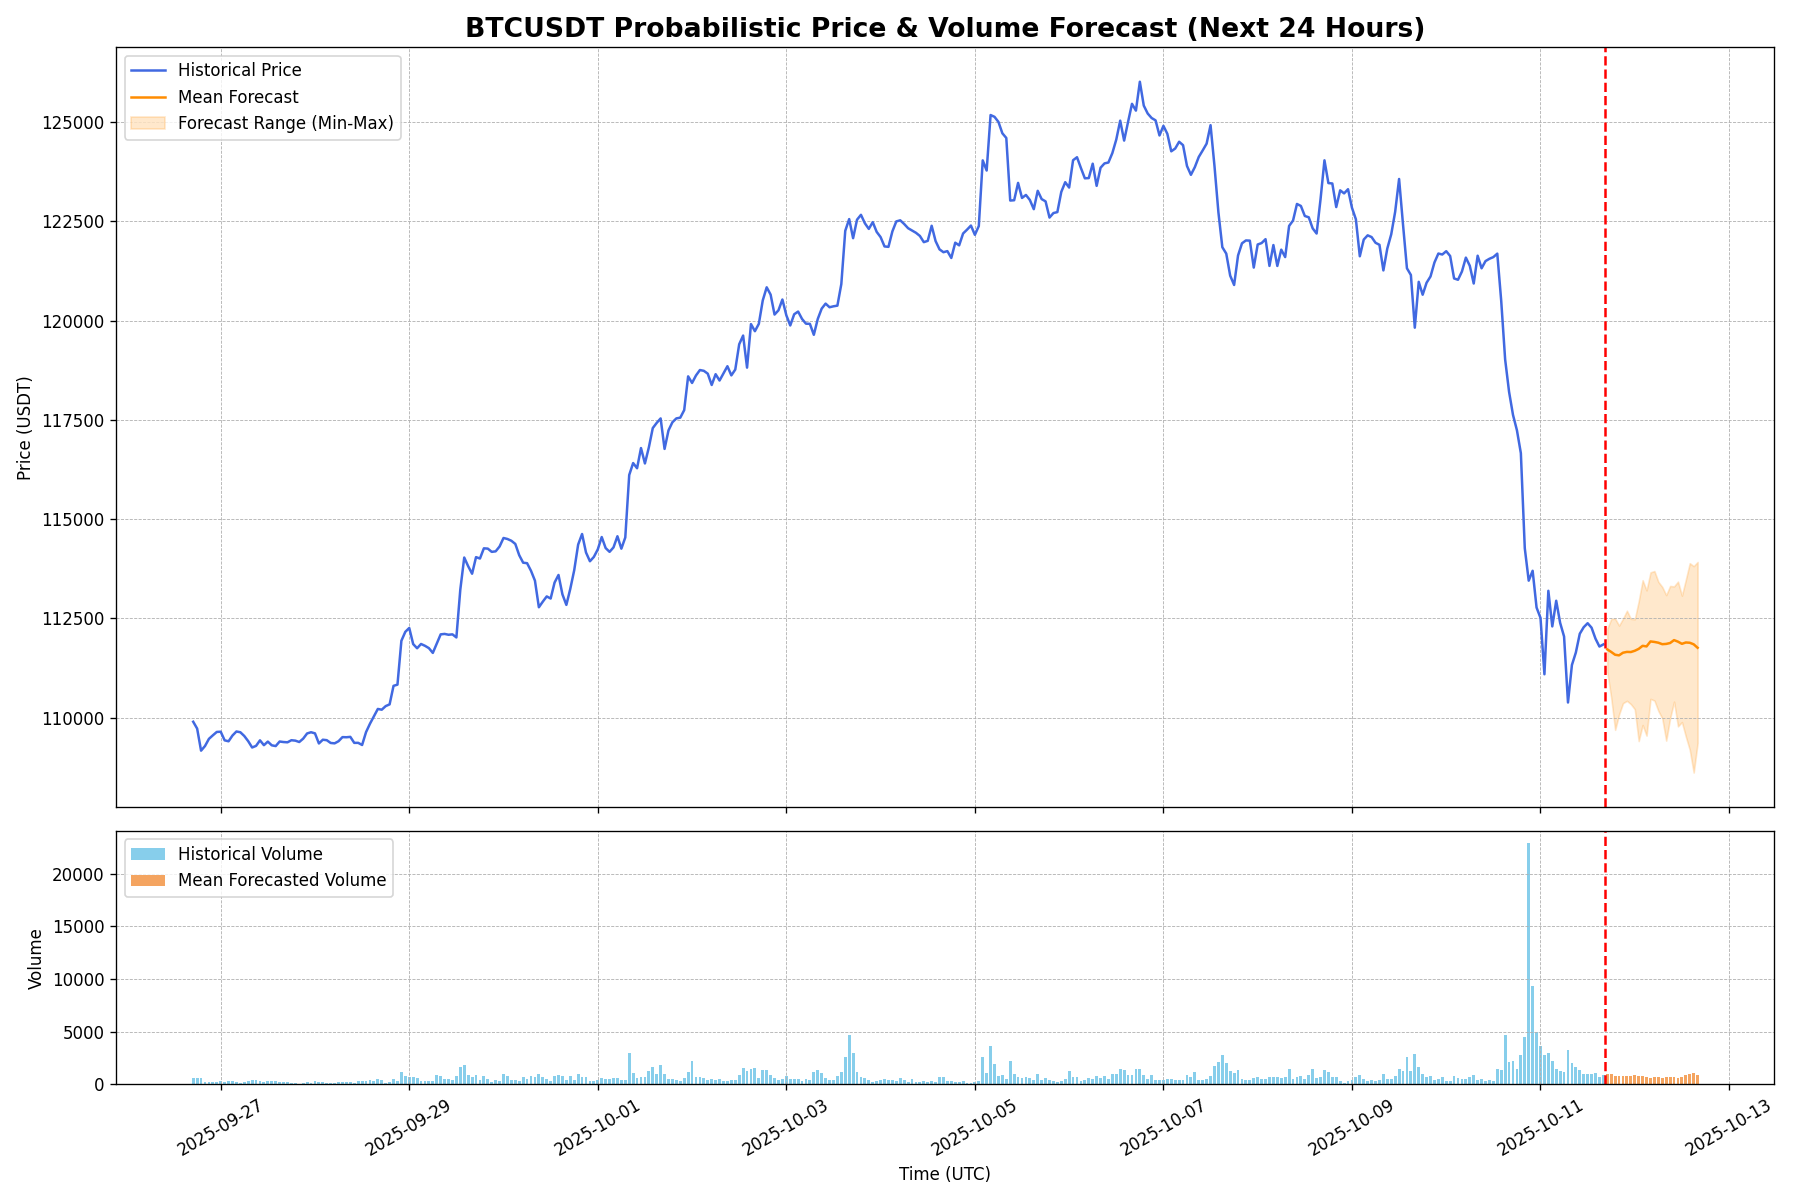 BTCUSDT Probabilistic Price & Volume Forecast (Next 24 Hours)
Historical Price
Mean Forecast
Forecast Range (Min-Max)
125000
122500
120000
117500
115000
112500
110000
Price (USDT)
Historical Volume
Mean Forecasted Volume
20000
15000
10000
5000
0
Volume
2025-09-27
2025-09-29
2025-10-01
2025-10-03
2025-10-05
2025-10-07
2025-10-09
2025-10-11
2025-10-13
Time (UTC)